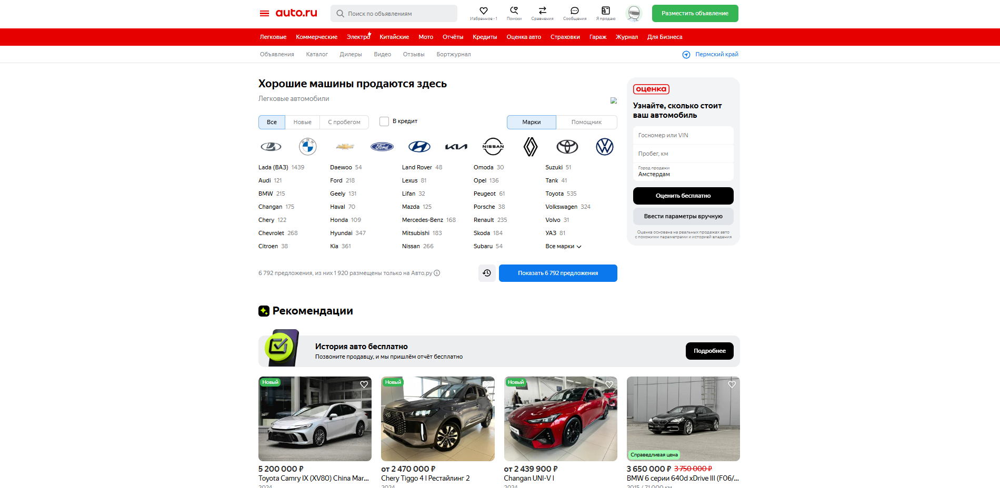 auto.ru
Поиск по объявлениям
Избранное · 1
Поиски
Сравнения
Сообщения
Я продаю
Разместить объявление
Легковые Коммерческие Электро Китайские Мото Отчёты Кредиты Оценка авто Страховки Гараж Журнал Для Бизнеса
Объявления Каталог Дилеры Видео Отзывы Бортжурнал Пермский край
Хорошие машины продаются здесь
Легковые автомобили
Все Новые С пробегом В кредит Марки Помощник
BMW Ford KIA NISSAN
Lada (ВАЗ) 1439 Daewoo 54 Land Rover 48 Omoda 30 Suzuki 51
Audi 121 Ford 218 Lexus 81 Opel 136 Tank 41
BMW 215 Geely 131 Lifan 32 Peugeot 61 Toyota 535
Changan 175 Haval 70 Mazda 125 Porsche 38 Volkswagen 324
Chery 122 Honda 109 Mercedes-Benz 168 Renault 235 Volvo 31
Chevrolet 268 Hyundai 347 Mitsubishi 183 Skoda 184 УАЗ 81
Citroen 38 Kia 361 Nissan 266 Subaru 54 Все марки
6 792 предложения, из них 1 920 размещены только на Авто.ру
Показать 6 792 предложения
оценка
Узнайте, сколько стоит
ваш автомобиль
Госномер или VIN
Пробег, км
Город продажи
Амстердам
Оценить бесплатно
Ввести параметры вручную
Оценка основана на реальных продажах авто
с похожими параметрами и историей владения
Рекомендации
История авто бесплатно
Позвоните продавцу, и мы пришлём отчёт бесплатно
Подробнее
Новый
5 200 000 ₽
Toyota Camry IX (XV80) China Mar...
2024
Новый
от 2 470 000 ₽
Chery Tiggo 4 I Рестайлинг 2
2024
Новый
от 2 439 900 ₽
Changan UNI-V I
2024
Справедливая цена
3 650 000 ₽ 3 750 000 ₽
BMW 6 серии 640d xDrive III (F06/...
2015 / 71 000 км